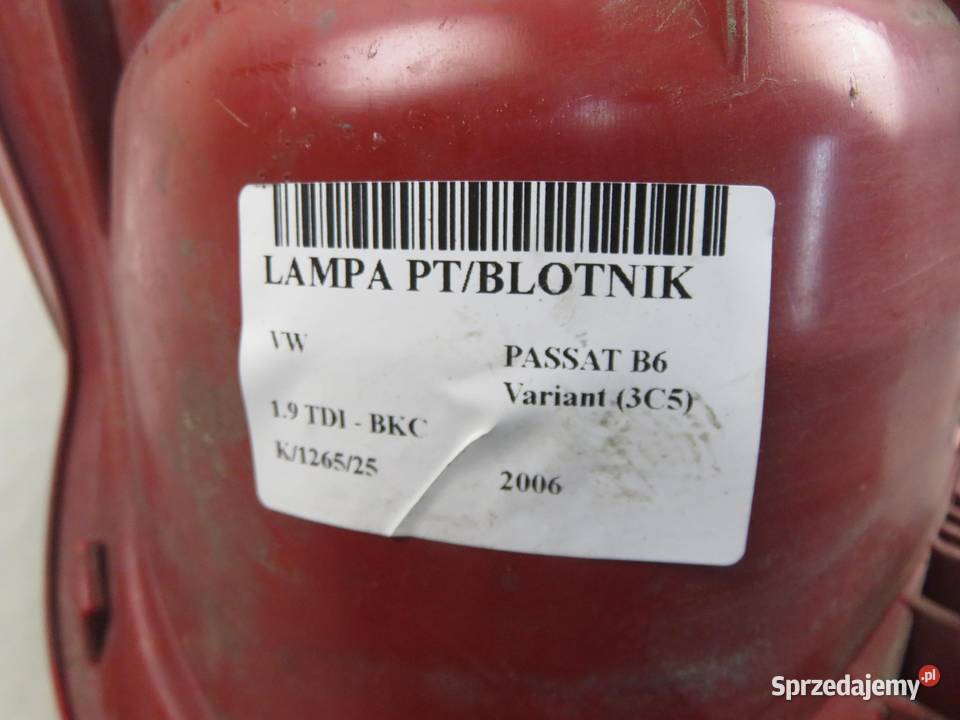 LAMPA PT/BLOTNIK
VW
PASSAT B6
Variant (3C5)
1.9 TDI - BKC
K/1265/25
2006
Sprzedajemy.pl